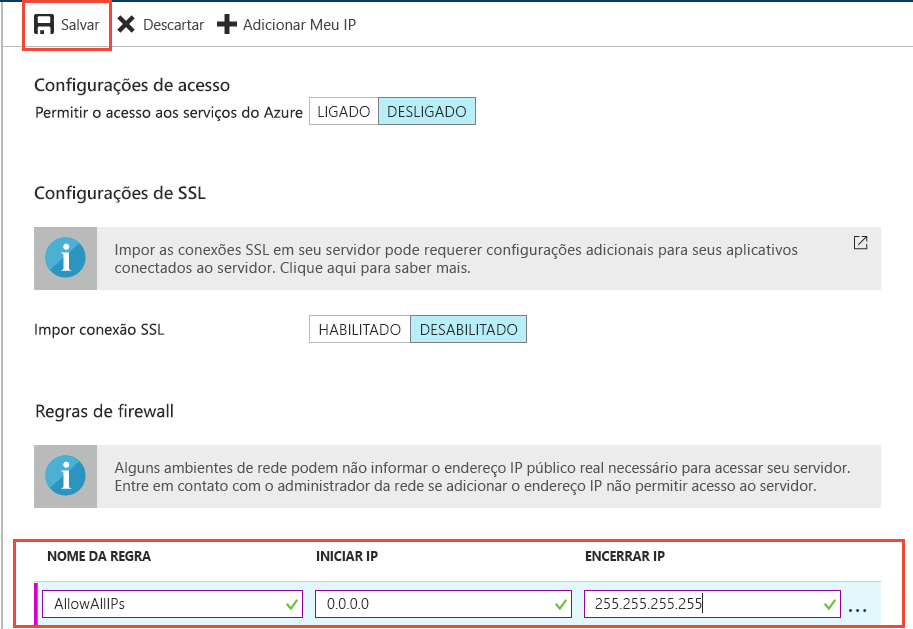 Salvar Descartar Adicionar Meu IP
Configurações de acesso
Permitir o acesso aos serviços do Azure LIGADO DESLIGADO
Configurações de SSL
Impor as conexões SSL em seu servidor pode requerer configurações adicionais para seus aplicativos
conectados ao servidor. Clique aqui para saber mais.
Impor conexão SSL HABILITADO DESABILITADO
Regras de firewall
Alguns ambientes de rede podem não informar o endereço IP público real necessário para acessar seu servidor.
Entre em contato com o administrador da rede se adicionar o endereço IP não permitir acesso ao servidor.
NOME DA REGRA INICIAR IP ENCERRAR IP
AllowAllIPs 0.0.0.0 255.255.255.255 ...